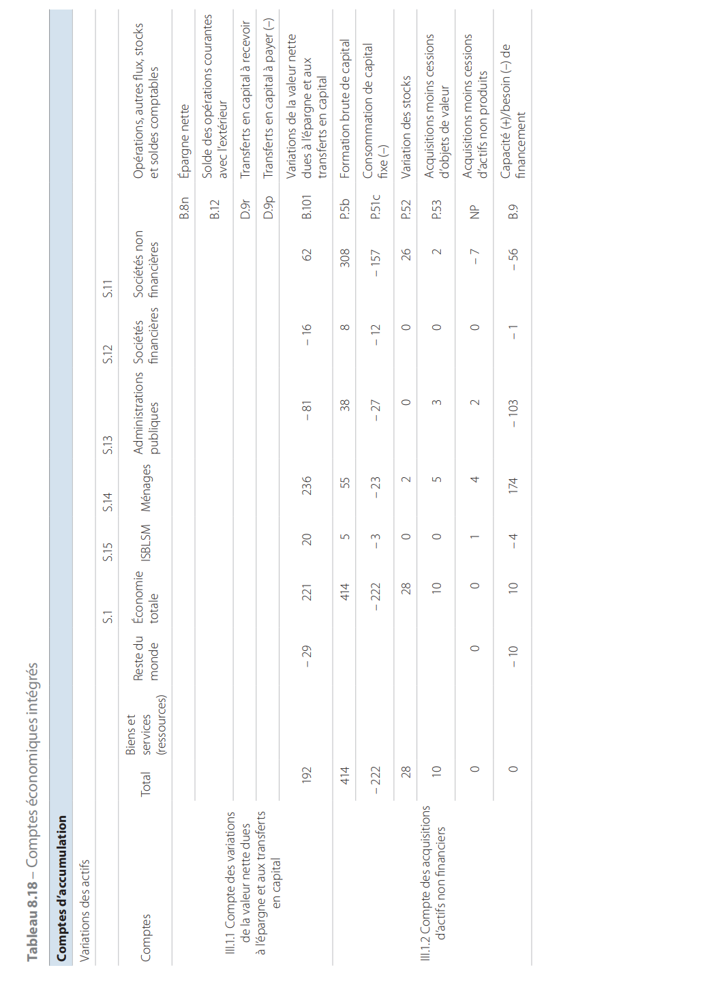 Tableau 8.18 – Comptes économiques intégrés
Comptes d’accumulation
Variations des actifs
S.1 S.15 S.14 S.13 S.12 S.11
Comptes Total Biens et services (ressources) Reste du monde Économie totale ISBLSM Ménages Administrations publiques Sociétés financières Sociétés non financières Opérations, autres flux, stocks et soldes comptables
III.1.1 Compte des variations
de la valeur nette dues
à l’épargne et aux transferts
en capital
B.8n Épargne nette
B.12 Solde des opérations courantes
avec l’extérieur
D.9r Transferts en capital à recevoir
D.9p Transferts en capital à payer (–)
192 – 29 221 20 236 – 81 – 16 62 B.101 Variations de la valeur nette
dues à l’épargne et aux
transferts en capital
III.1.2 Compte des acquisitions
d’actifs non financiers
414 414 5 55 38 8 308 P.5b Formation brute de capital
– 222 – 222 – 3 – 23 – 27 – 12 – 157 P.51c Consommation de capital
fixe (–)
28 28 0 2 0 0 26 P.52 Variation des stocks
10 10 0 5 3 0 2 P.53 Acquisitions moins cessions
d’objets de valeur
0 0 0 1 4 2 0 – 7 NP Acquisitions moins cessions
d’actifs non produits
0 – 10 10 – 4 174 – 103 – 1 – 56 B.9 Capacité (+)/besoin (–) de
financement